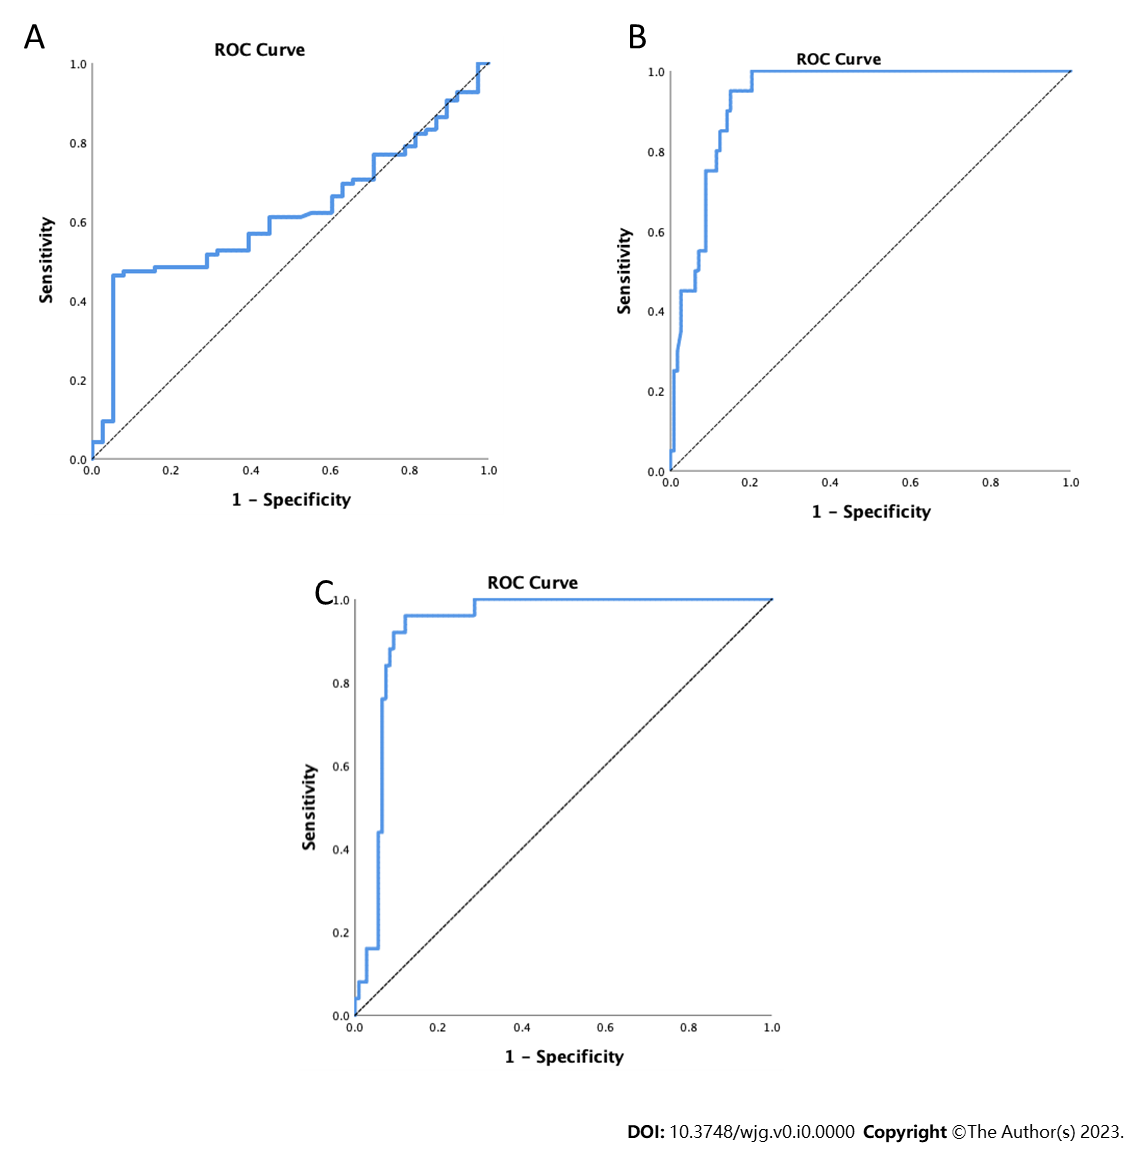 A
ROC Curve
1.0
0.8
0.6
0.4
0.2
0.0
Sensitivity
0.0 0.2 0.4 0.6 0.8 1.0
1 – Specificity
B
ROC Curve
1.0
0.8
0.6
0.4
0.2
0.0
Sensitivity
0.0 0.2 0.4 0.6 0.8 1.0
1 – Specificity
C
ROC Curve
1.0
0.8
0.6
0.4
0.2
0.0
Sensitivity
0.0 0.2 0.4 0.6 0.8 1.0
1 – Specificity
DOI: 10.3748/wjg.v0.i0.0000 Copyright ©The Author(s) 2023.